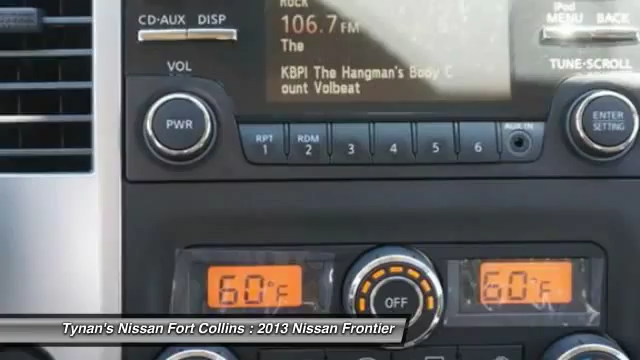 ROCK
CD-AUX DISP
106.7 FM
The
KBPI The Hangman's Body C
ount Volbeat
iPod
MENU BACK
VOL
TUNE-SCROLL
PWR
RPT 1
RDM 2
3
4
5
6
AUX IN
ENTER
SETTING
60°F
OFF
60°F
Tynan's Nissan Fort Collins : 2013 Nissan Frontier